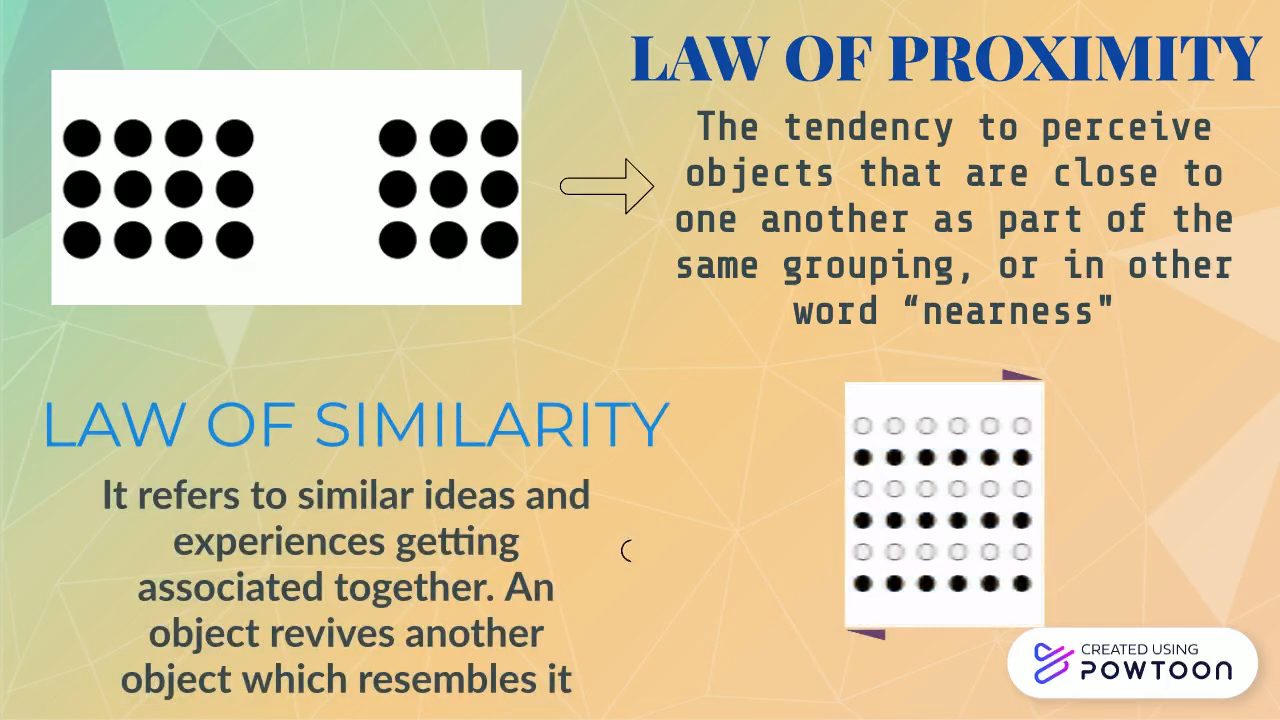 LAW OF PROXIMITY
The tendency to perceive
objects that are close to
one another as part of the
same grouping, or in other
word “nearness"
LAW OF SIMILARITY
It refers to similar ideas and
experiences getting
associated together. An
object revives another
object which resembles it
CREATED USING
POWTOON